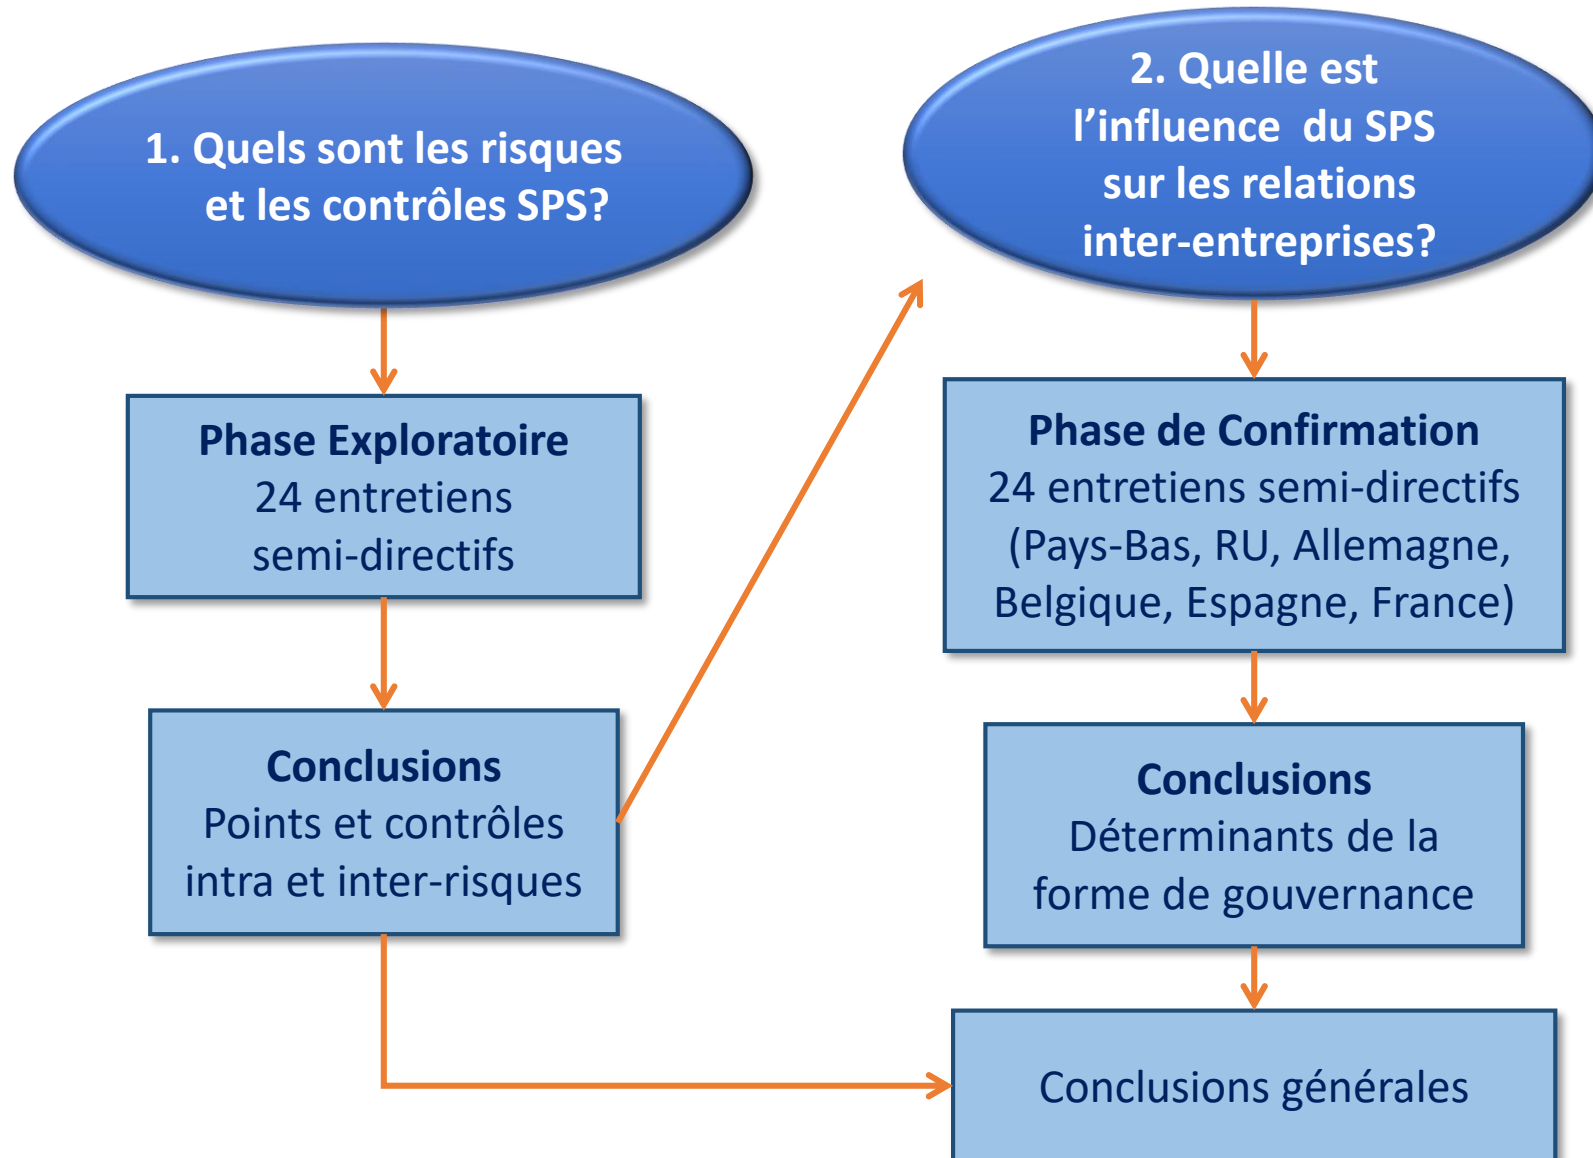 1. Quels sont les risques
et les contrôles SPS?
Phase Exploratoire
24 entretiens
semi-directifs
Conclusions
Points et contrôles
intra et inter-risques
2. Quelle est
l’influence  du SPS
sur les relations
inter-entreprises?
Phase de Confirmation
24 entretiens semi-directifs
(Pays-Bas, RU, Allemagne,
Belgique, Espagne, France)
Conclusions
Déterminants de la
forme de gouvernance
Conclusions générales